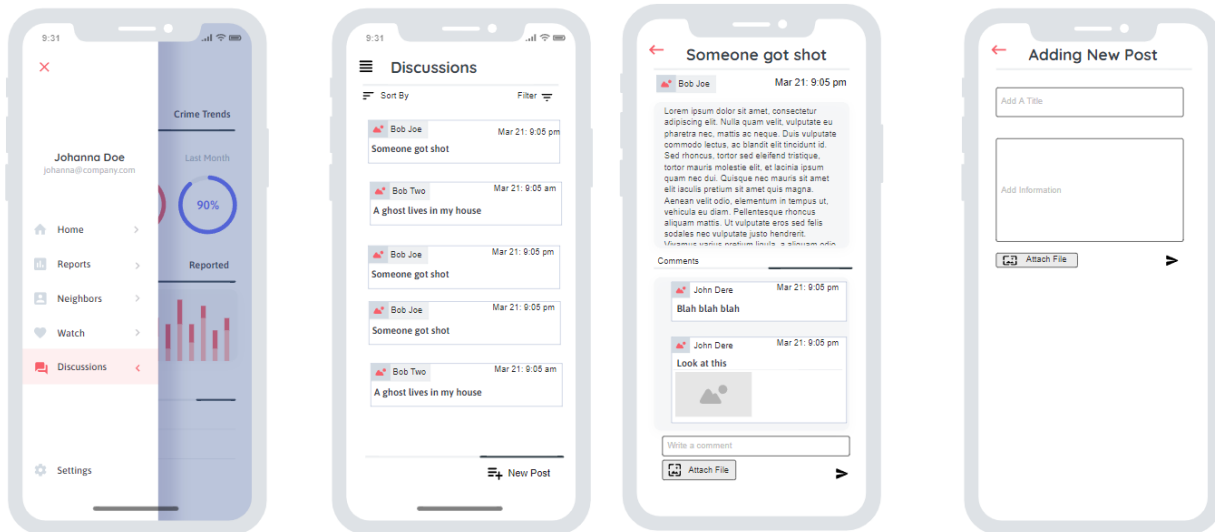 9:31
Crime Trends
Johanna Doe
johanna@company.com
Last Month
90%
Home
Reports
Reported
Neighbors
Watch
Discussions
Settings
9:31
Discussions
Sort By
Filter
Bob Joe
Mar 21: 9:05 pm
Someone got shot
Bob Two
Mar 21: 9:05 am
A ghost lives in my house
Bob Joe
Mar 21: 9:05 pm
Someone got shot
Bob Joe
Mar 21: 9:05 pm
Someone got shot
Bob Two
Mar 21: 9:05 am
A ghost lives in my house
New Post
Someone got shot
Bob Joe
Mar 21: 9:05 pm
Lorem ipsum dolor sit amet, consectetur
adipiscing elit. Nulla quam velit, vulputate eu
pharetra nec, mattis ac neque. Duis vulputate
commodo lectus, ac blandit elit tincidunt id.
Sed rhoncus, tortor sed eleifend tristique,
tortor mauris molestie elit, et lacinia ipsum
quam nec dui. Quisque nec mauris sit amet
elit iaculis pretium sit amet quis magna.
Aenean velit odio, elementum in tempus ut,
vehicula eu diam. Pellentesque rhoncus
aliquam mattis. Ut vulputate eros sed felis
sodales nec vulputate justo hendrerit.
Vivamus varius pretium ligula, a aliquam odio
Comments
John Dere
Mar 21: 9:05 pm
Blah blah blah
John Dere
Mar 21: 9:05 pm
Look at this
Write a comment
Attach File
Adding New Post
Add A Title
Add Information
Attach File